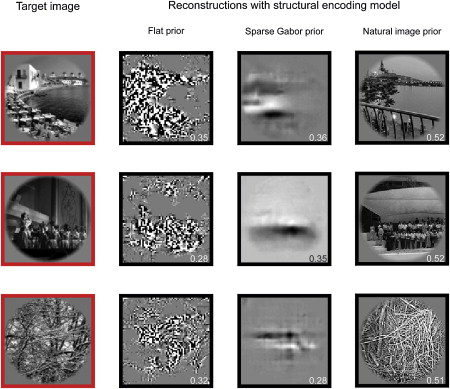 Target image
Reconstructions with structural encoding model
Flat prior
Sparse Gabor prior
Natural image prior
0.35
0.36
0.52
0.28
0.35
0.52
0.32
0.28
0.51